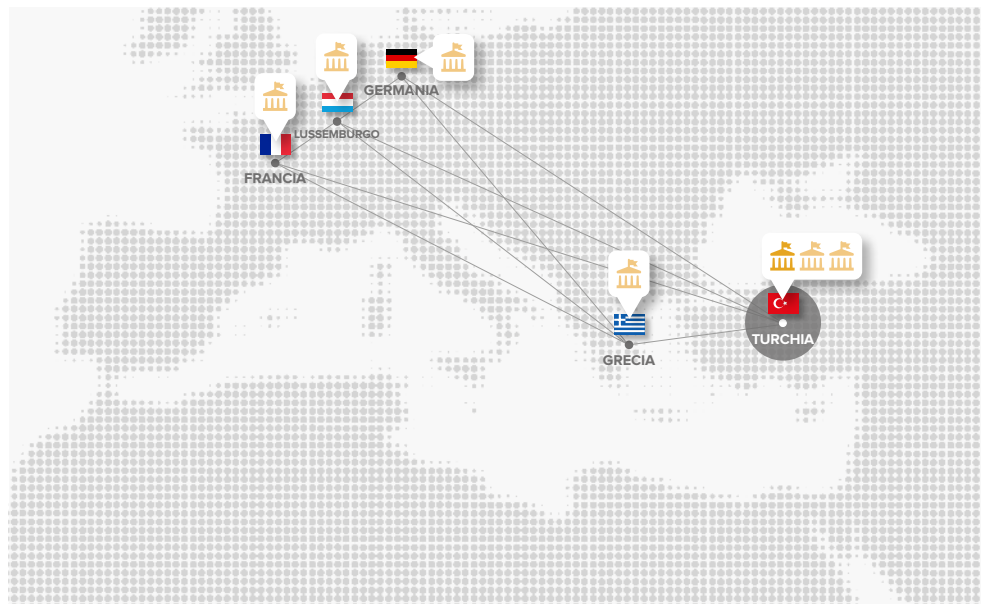 GERMANIA
LUSSEMBURGO
FRANCIA
TURCHIA
GRECIA